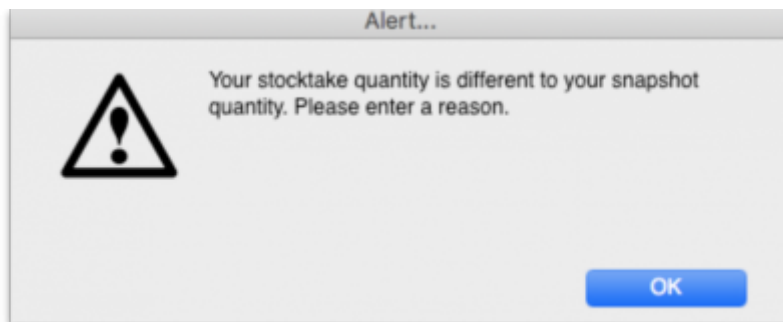 Alert...
Your stocktake quantity is different to your snapshot
quantity. Please enter a reason.
OK